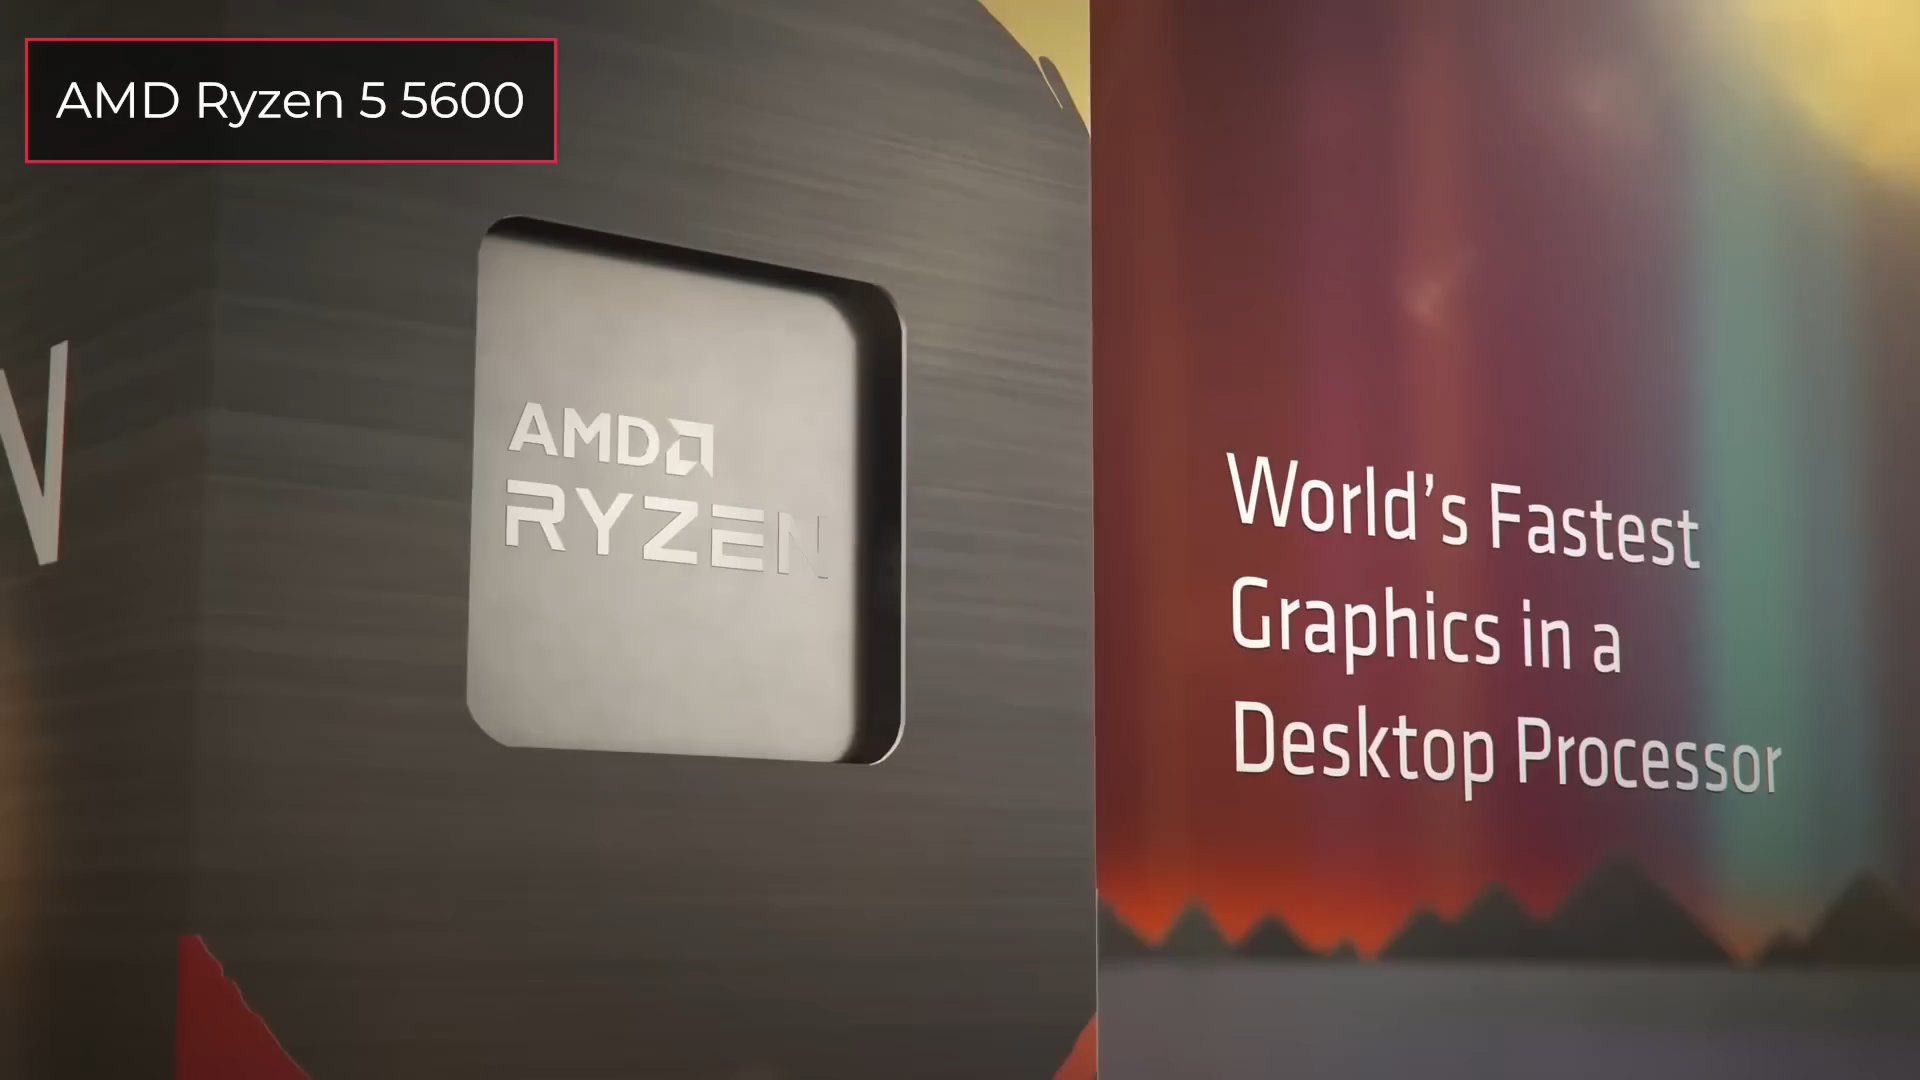 AMD Ryzen 5 5600
N
AMD
RYZEN
World's Fastest
Graphics in a
Desktop Processor